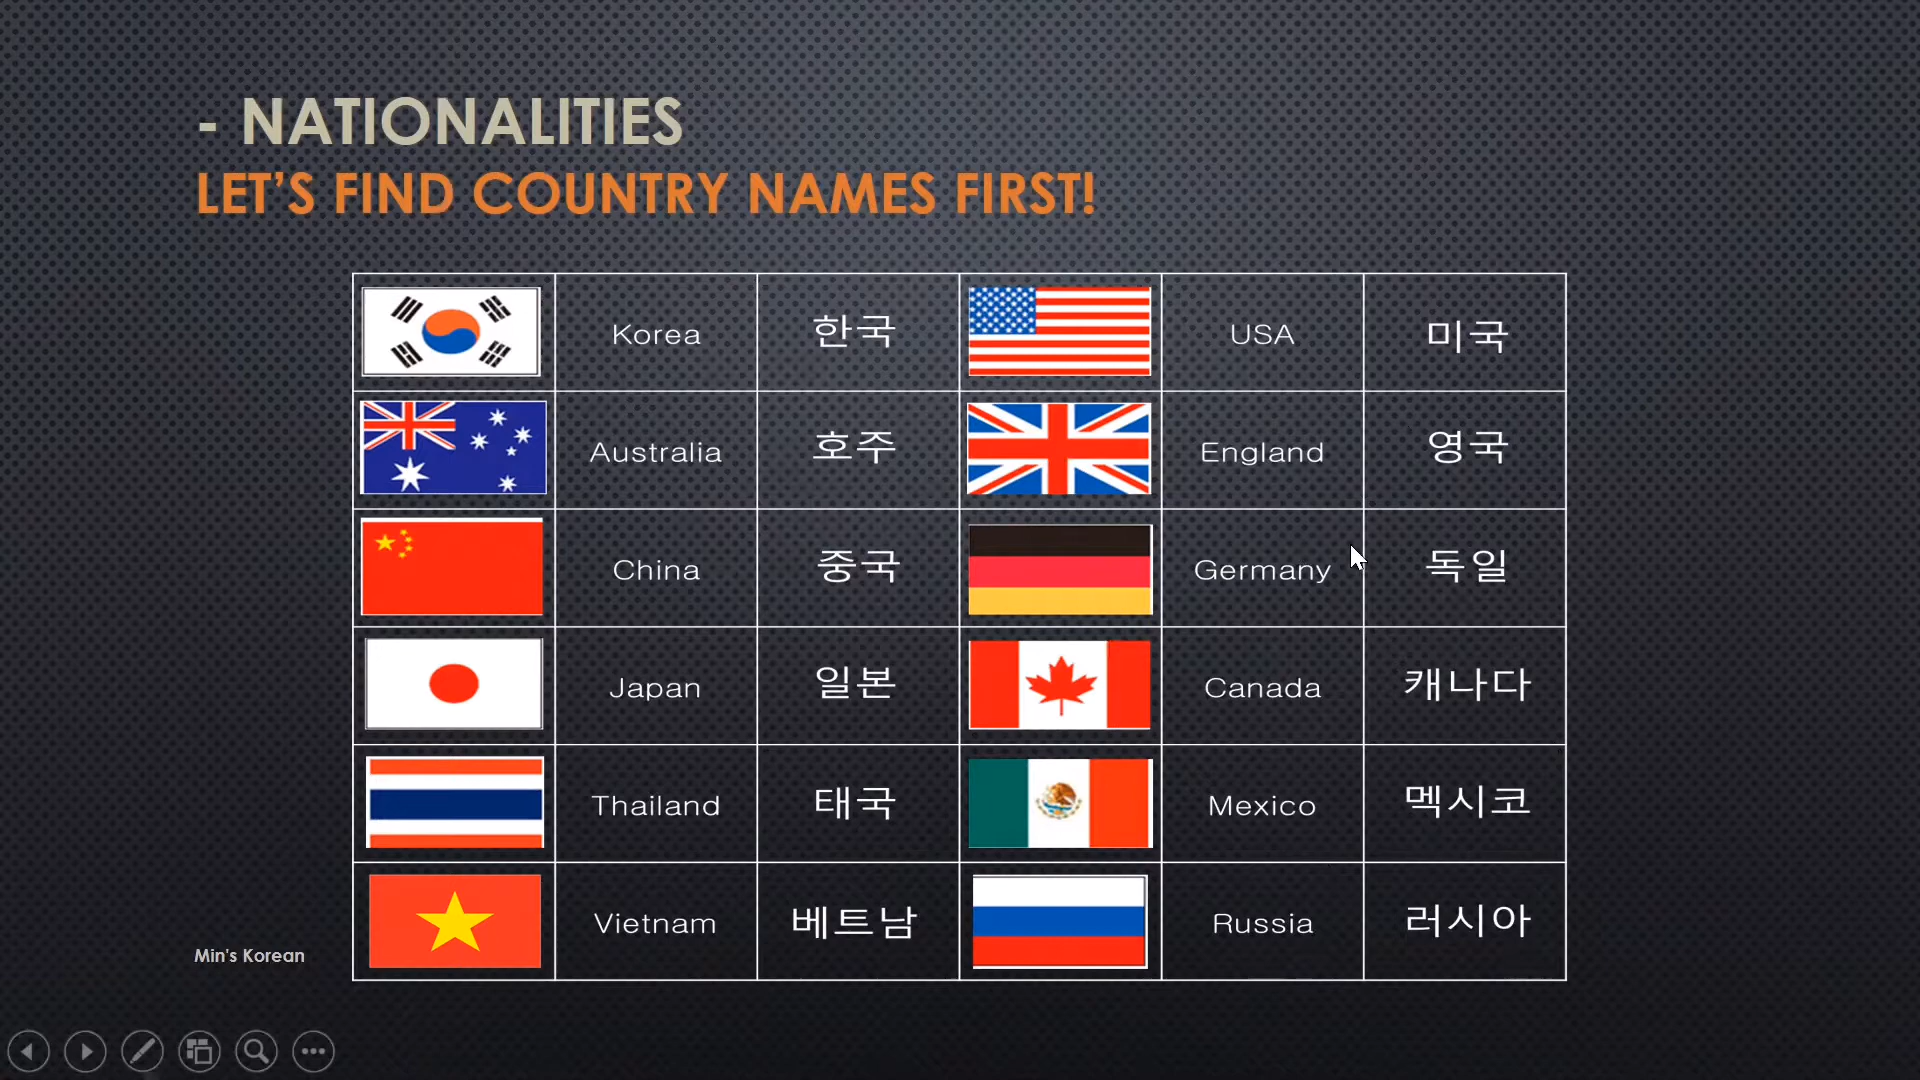 - NATIONALITIES
LET'S FIND COUNTRY NAMES FIRST!
Korea 한국 USA 미국
Australia 호주 England 영국
China 중국 Germany 독일
Japan 일본 Canada 캐나다
Thailand 태국 Mexico 멕시코
Vietnam 베트남 Russia 러시아
Min's Korean